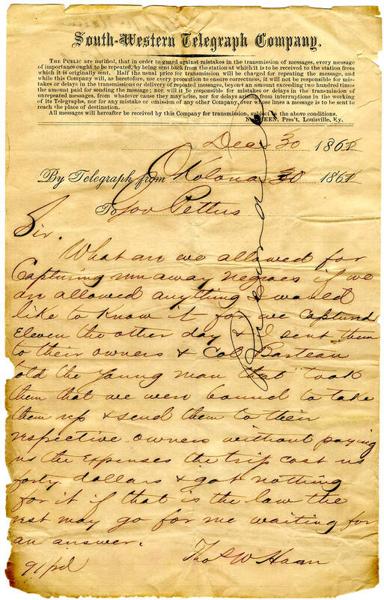 South-Western Telegraph Company.
THE PUBLIC are notified, that in order to guard against mistakes in the transmission of messages, every message
of importance ought to be repeated, by being sent back from the station at which it is to be received to the station from
which it is originally sent. Half the usual price for transmission will be charged for repeating the message, and
while this Company will, as heretofore, use every precaution to ensure correctness, it will not be responsible for mis-
takes or delays in the transmission or delivery of repeated messages, beyond an amount exceeding two hundred times
the amount paid for sending the message; nor will it be responsible for mistakes or delays in the transmission of
unrepeated messages, from whatever cause they may arise, nor for delays arising from interruptions in the working
of its Telegraphs, nor for any mistake or omission of any other Company, over whose lines a message is to be sent to
reach the place of destination.
All messages will hereafter be received by this Company for transmission, subject to the above conditions.
Pres't, Louisville, Ky.
Dec 30 186
By Telegraph from Okolona 30 186
To Gov Pettus
Sir,
What are we allowed for
Capturing runaway negroes if we
are allowed anything I would
like to know it for we captured
Eleven the other day & I sent them
to their owners & Col Barteau
told the young man that took
them that we were bound to take
them up & send them to their
respective owners without paying
us the expenses the trip cost us
forty dollars & got nothing
for it if that is the law the
rest may go for me waiting for
an answer.
Thos W Haan
91 pd